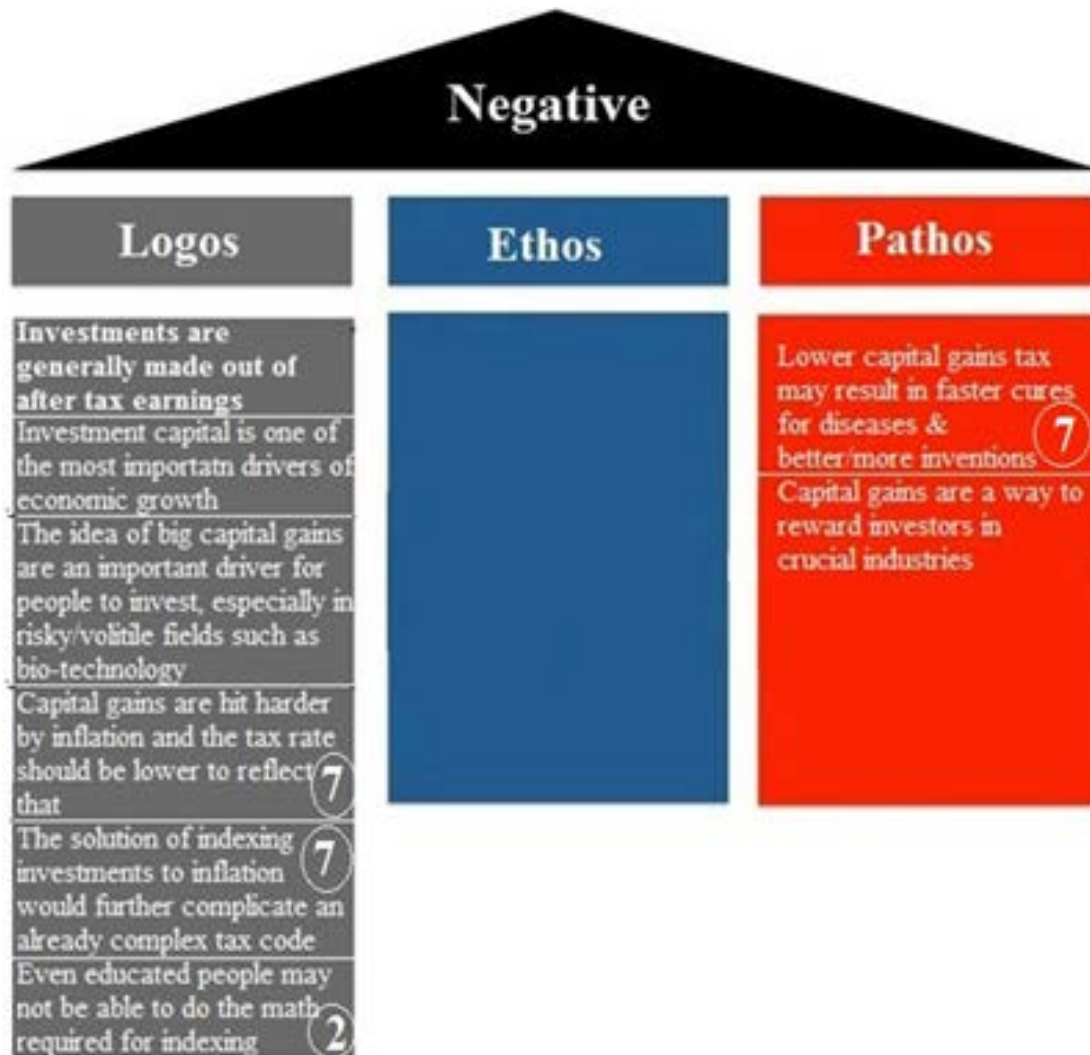 Negative
Logos
Ethos
Pathos
Investments are
generally made out of
after tax earnings
Investment capital is one of
the most importatn drivers of
economic growth
The idea of big capital gains
are an important driver for
people to invest, especially in
risky/volitile fields such as
bio-technology
Capital gains are hit harder
by inflation and the tax rate
should be lower to reflect
that
7
The solution of indexing
investments to inflation
would further complicate an
already complex tax code
7
Even educated people may
not be able to do the math
required for indexing
2
Lower capital gains tax
may result in faster cures
for diseases &
better/more inventions
7
Capital gains are a way to
reward investors in
crucial industries